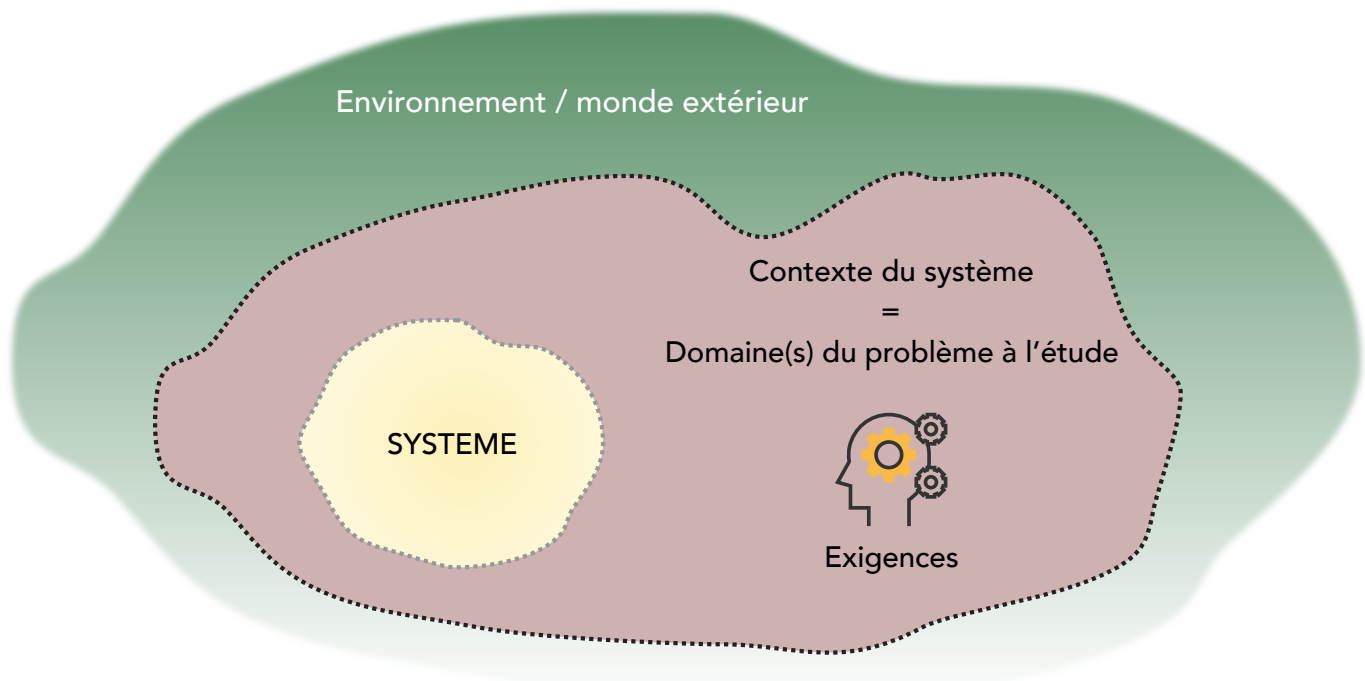 Environnement / monde extérieur
Contexte du système
=
Domaine(s) du problème à l’étude
SYSTEME
Exigences